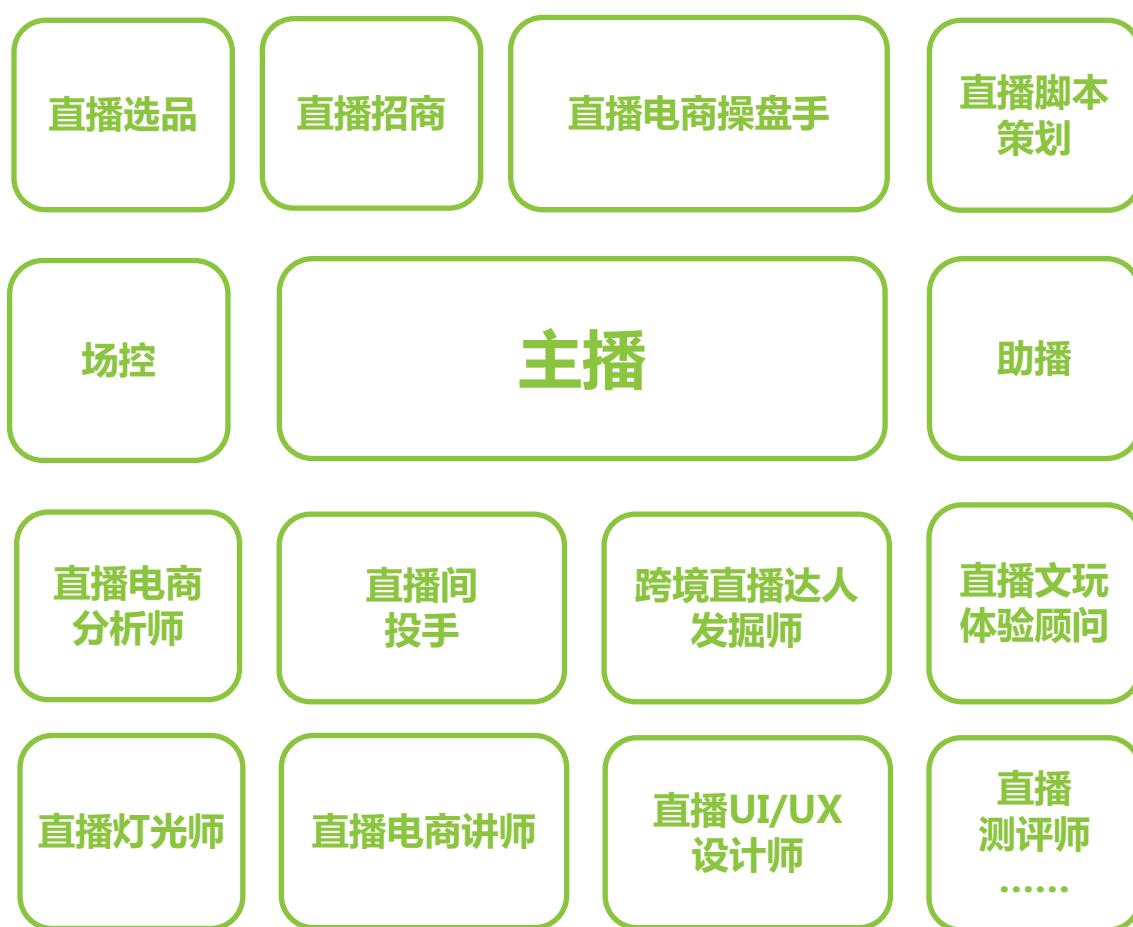 直播选品
直播招商
直播电商操盘手
直播脚本
策划
场控
主播
助播
直播电商
分析师
直播间
投手
跨境直播达人
发掘师
直播文玩
体验顾问
直播灯光师
直播电商讲师
直播UI/UX
设计师
直播
测评师
……